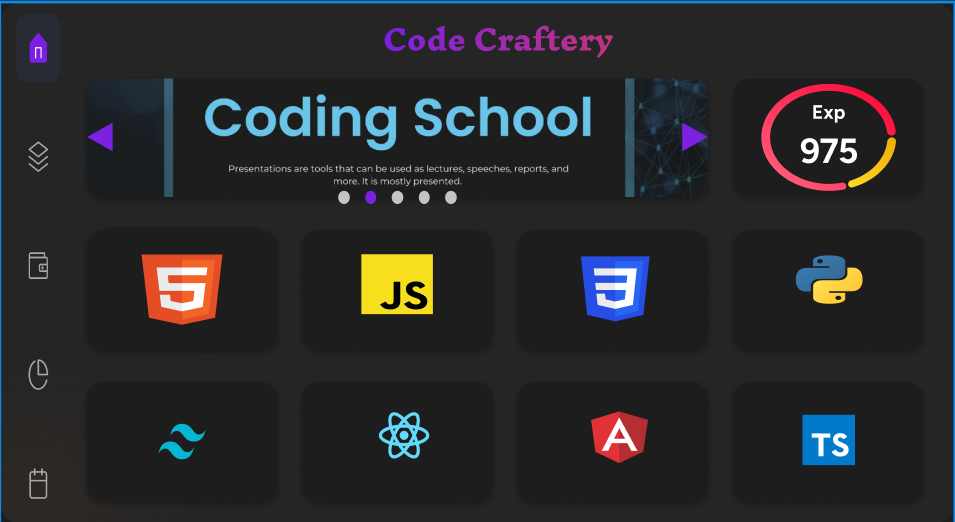 Code Craftery
Coding School
Presentations are tools that can be used as lectures, speeches, reports, and
more. It is mostly presented.
Exp
975
5
JS
3
TS